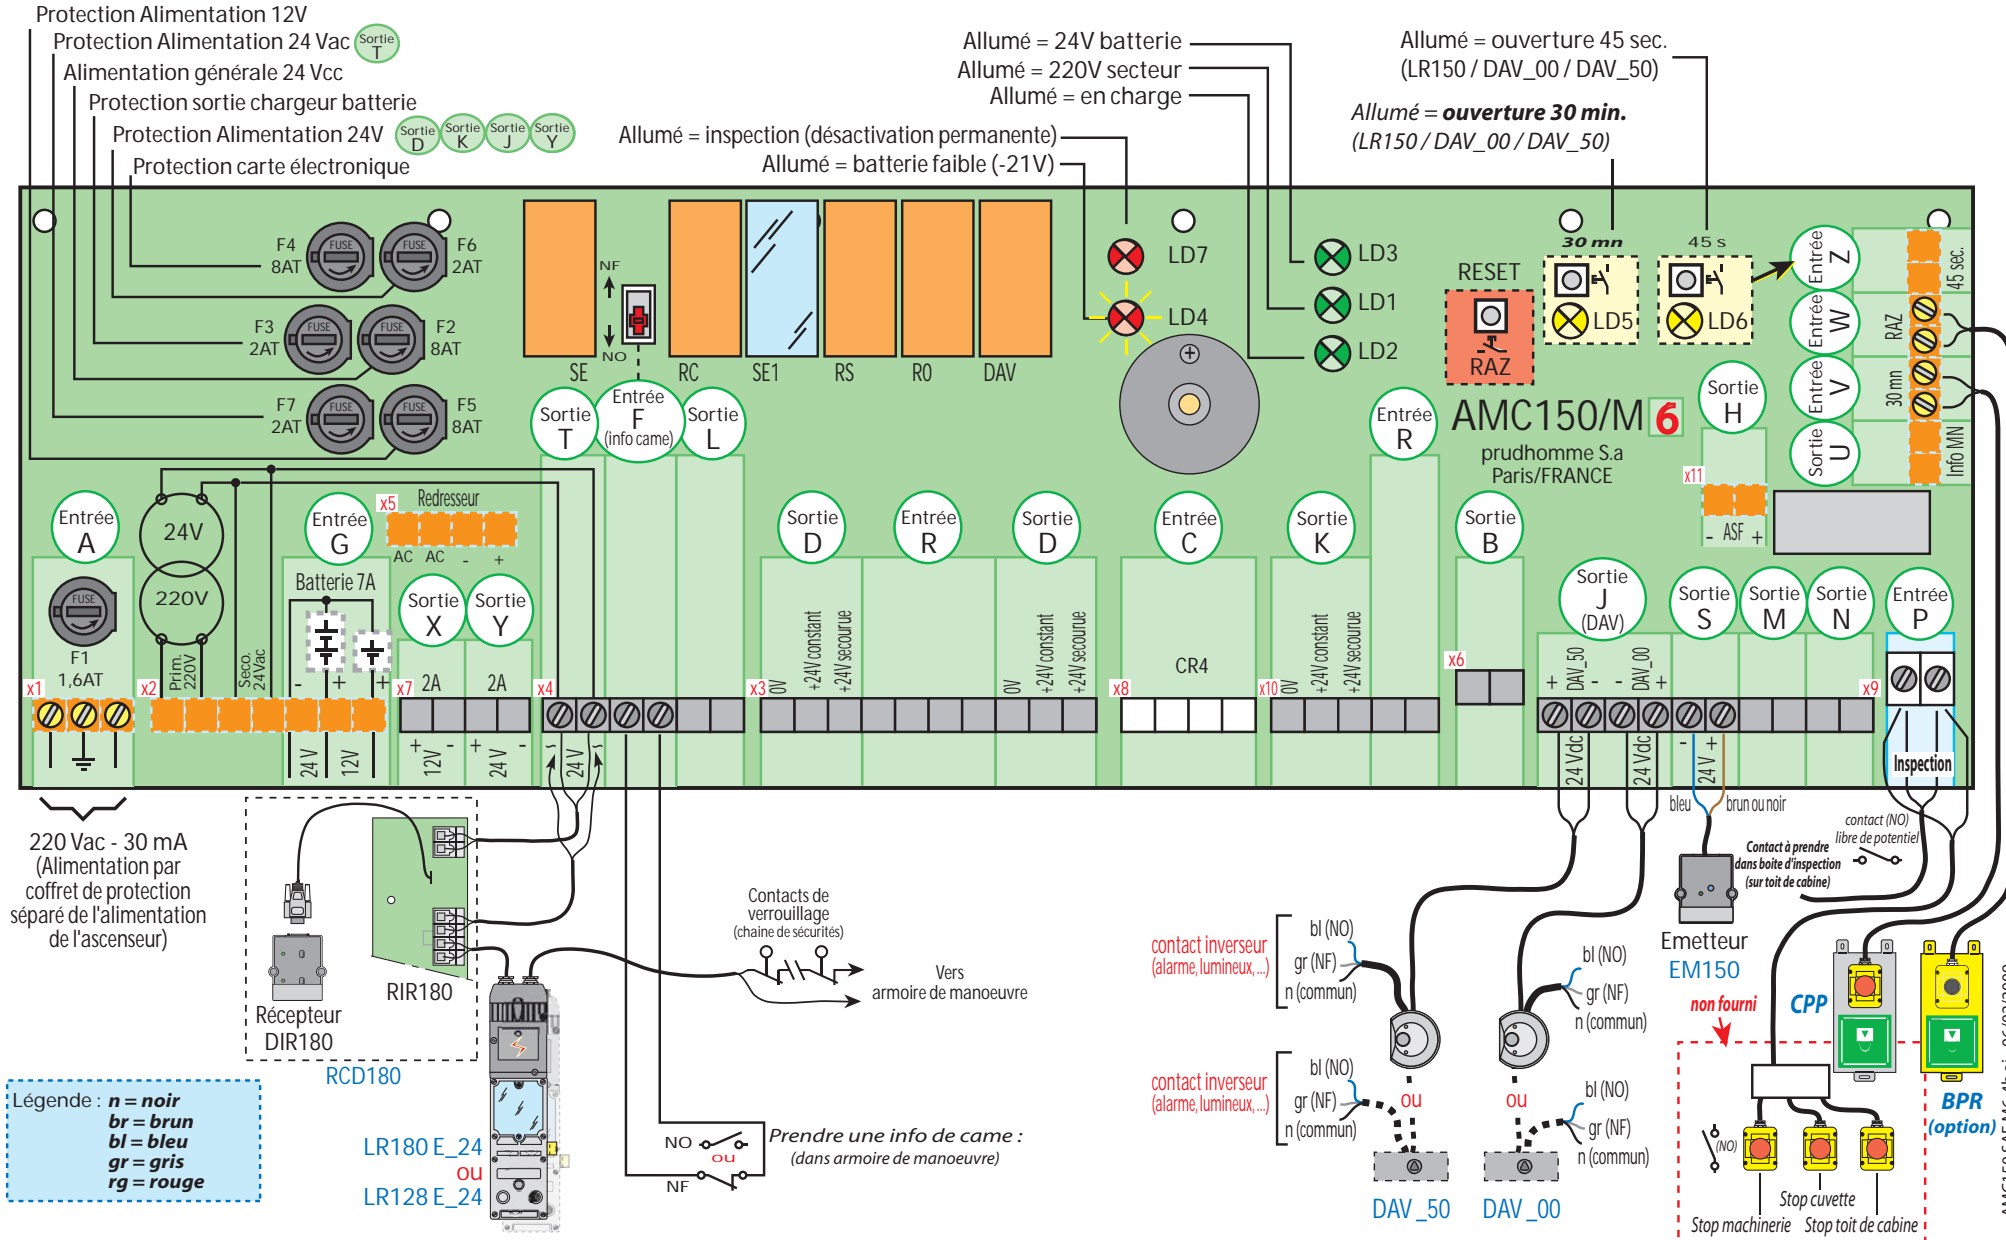 Protection Alimentation 12V
Protection Alimentation 24 Vac
Sortie T
Alimentation générale 24 Vcc
Protection sortie chargeur batterie
Protection Alimentation 24V
Sortie D
Sortie K
Sortie J
Sortie Y
Protection carte électronique
Allumé = 24V batterie
Allumé = 220V secteur
Allumé = en charge
Allumé = inspection (désactivation permanente)
Allumé = batterie faible (-21V)
Allumé = ouverture 45 sec.
(LR150 / DAV_00 / DAV_50)
Allumé = ouverture 30 min.
(LR150 / DAV_00 / DAV_50)
F4
8AT
FUSE
FUSE
F6
2AT
F3
2AT
FUSE
FUSE
F2
8AT
F7
2AT
FUSE
FUSE
F5
8AT
NF
NO
SE
RC
SE1
RS
R0
DAV
LD7
LD4
LD3
LD1
LD2
RESET
RAZ
30 mn
LD5
45 s
LD6
Entrée Z
45 sec.
Entrée W
RAZ
Entrée V
30 mn
Sortie U
Info MN
AMC150/M 6
prudhomme S.a
Paris/FRANCE
Sortie
H
x11
- ASF +
Sortie
T
Entrée
F
(info came)
Sortie
L
Entrée
R
Entrée
A
FUSE
F1
1,6AT
x1
24V
220V
x2
Prim.
220V
Seco.
24Vac
Entrée
G
Batterie 7A
- + +
24 V
12V
x5
Redresseur
AC AC - +
Sortie
X
Sortie
Y
x7
2A
2A
+ 12V -
+ 24 V -
x4
24 V
~ ~
Sortie
D
Entrée
R
Sortie
D
x3
0V
+24V constant
+24V secourue
0V
+24V constant
+24V secourue
Entrée
C
CR4
x8
Sortie
K
x10
0V
+24V constant
+24V secourue
Sortie
B
x6
Sortie
J
(DAV)
+ DAV_50 -
- DAV_00 +
24 Vdc
24 Vdc
Sortie
S
- +
24 V
Sortie
M
Sortie
N
x9
Entrée
P
Inspection
220 Vac - 30 mA
(Alimentation par
coffret de protection
séparé de l'alimentation
de l'ascenseur)
Récepteur
DIR180
RIR180
RCD180
Contacts de
verrouillage
(chaine de sécurités)
Vers
armoire de manoeuvre
LR180 E_24
ou
LR128 E_24
NO
ou
NF
Prendre une info de came :
(dans armoire de manoeuvre)
Légende : n = noir
br = brun
bl = bleu
gr = gris
rg = rouge
contact inverseur
(alarme, lumineux, ...)
bl (NO)
gr (NF)
n (commun)
bl (NO)
gr (NF)
n (commun)
contact inverseur
(alarme, lumineux, ...)
bl (NO)
gr (NF)
n (commun)
ou
ou
bl (NO)
gr (NF)
n (commun)
DAV_50
DAV_00
bleu
brun ou noir
Emetteur
EM150
contact (NO)
libre de potentiel
Contact à prendre
dans boite d'inspection
(sur toit de cabine)
non fourni
CPP
BPR
(option)
(NO)
Stop cuvette
Stop machinerie
Stop toit de cabine